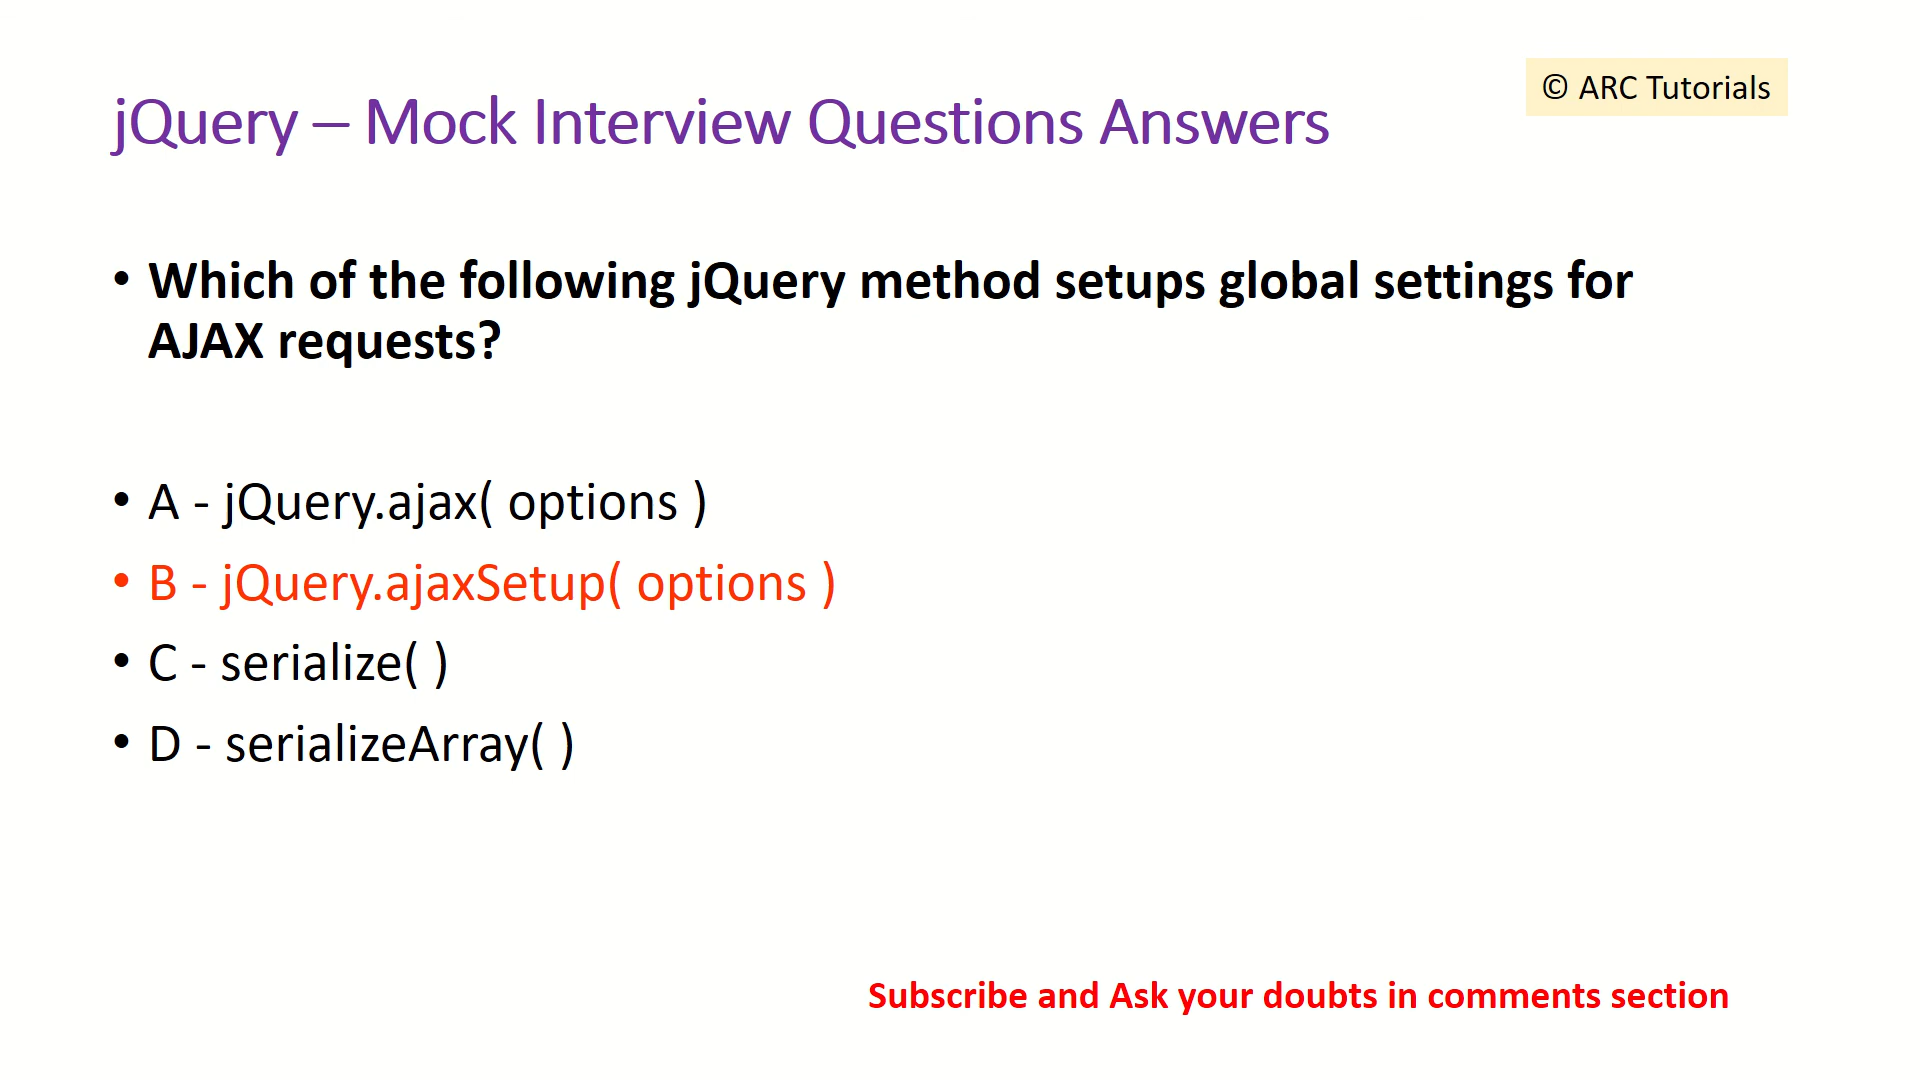 © ARC Tutorials
jQuery – Mock Interview Questions Answers
• Which of the following jQuery method setups global settings for
AJAX requests?
• A - jQuery.ajax( options )
• B - jQuery.ajaxSetup( options )
• C - serialize( )
• D - serializeArray( )
Subscribe and Ask your doubts in comments section